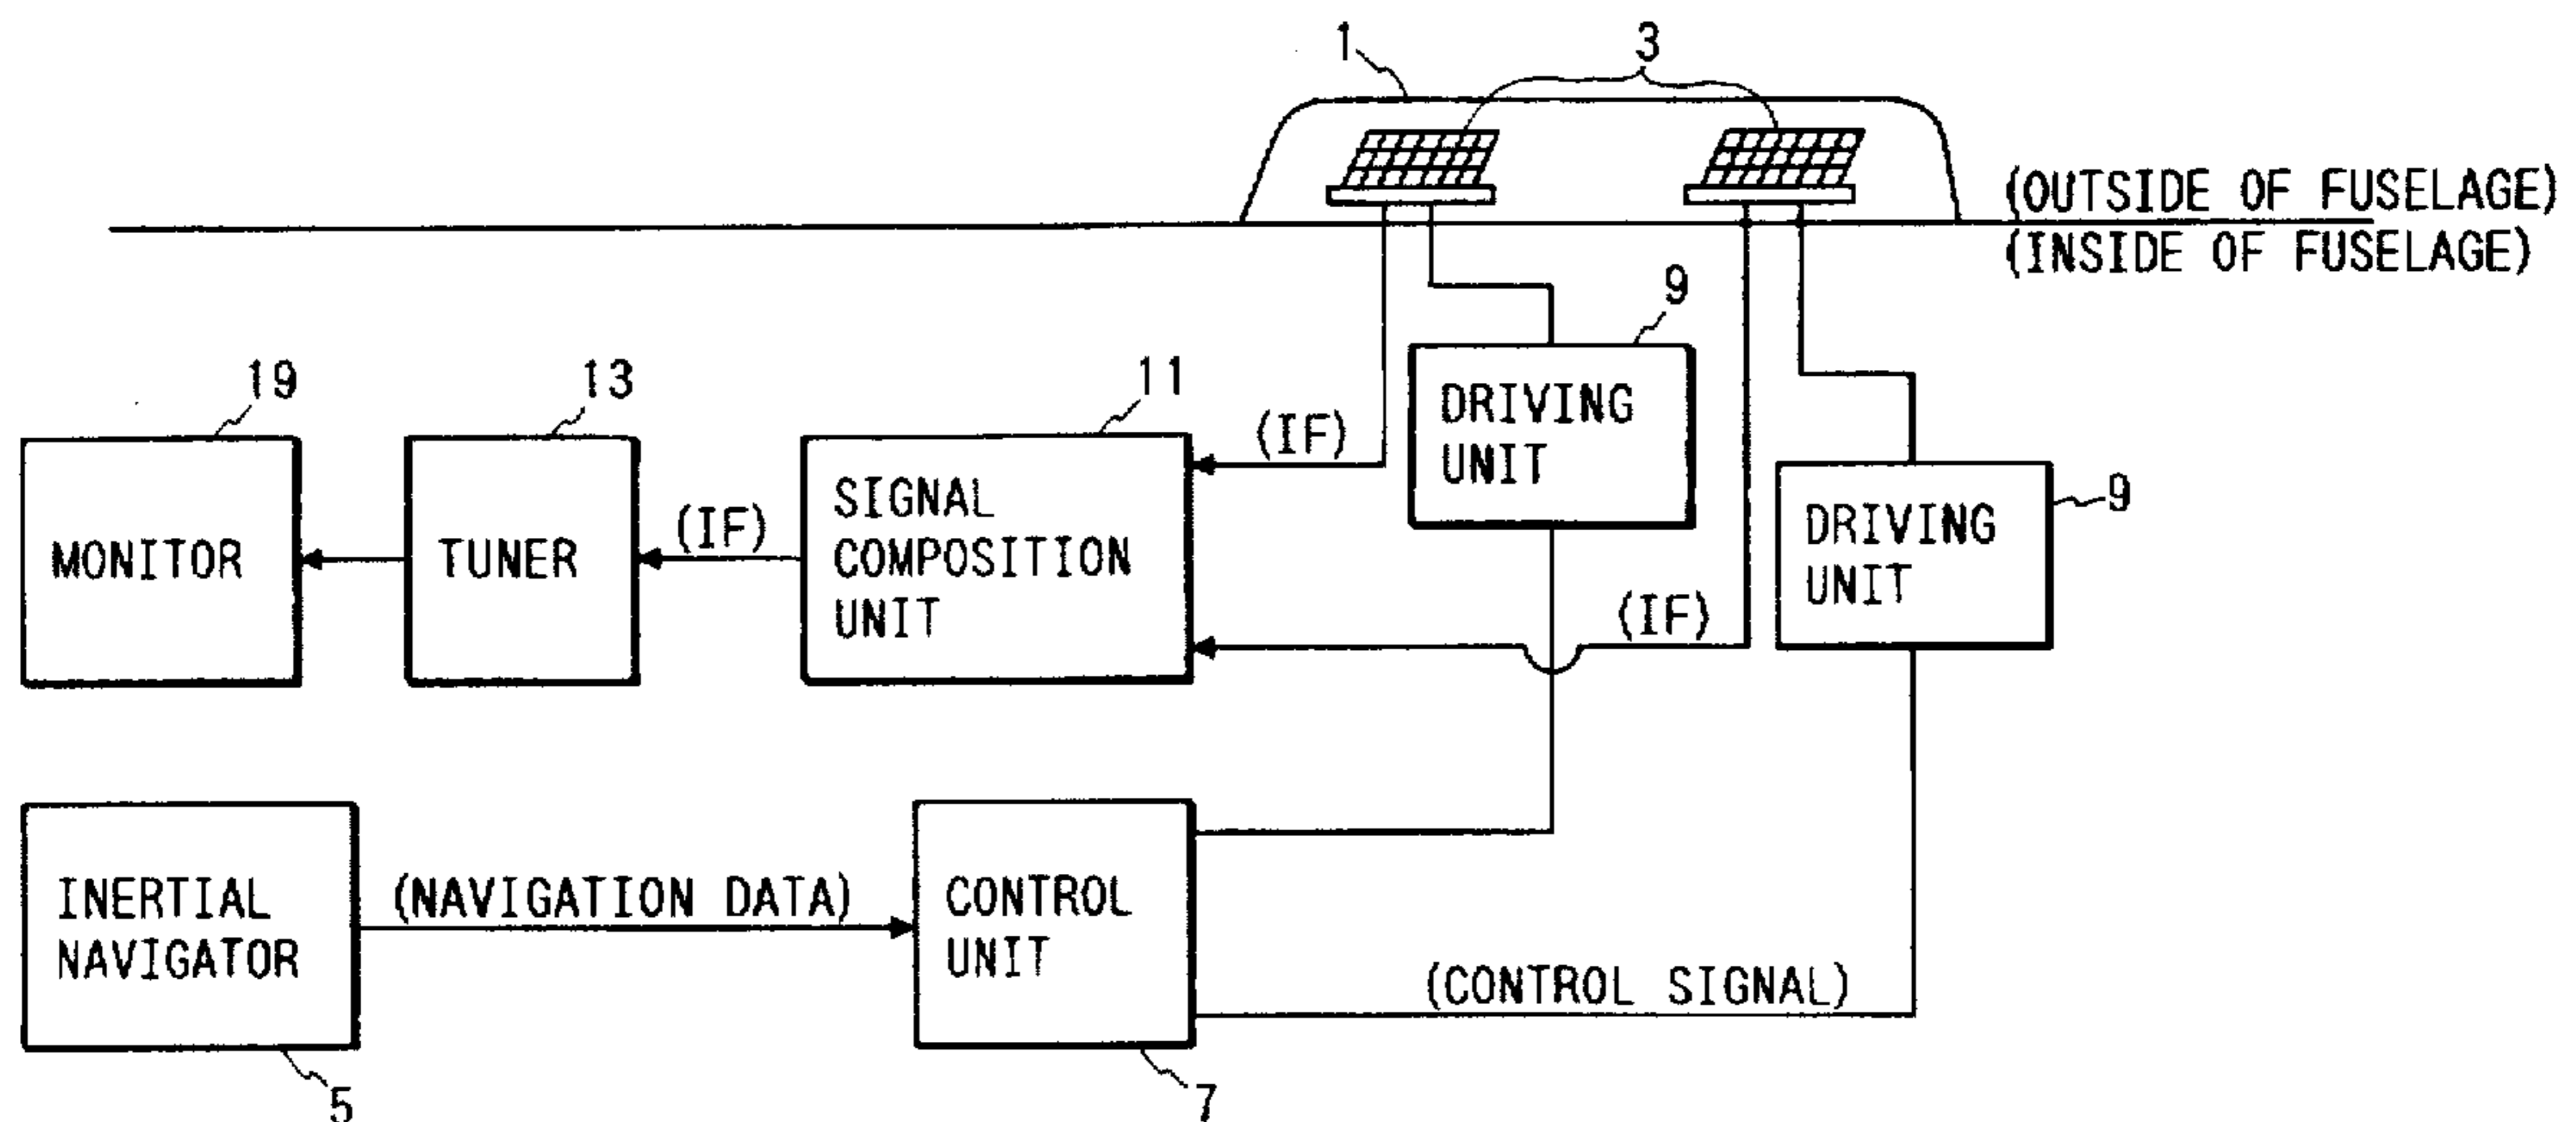 1
3
(OUTSIDE OF FUSELAGE)
(INSIDE OF FUSELAGE)
9
19
13
11
DRIVING
UNIT
(IF)
9
MONITOR
TUNER
(IF)
SIGNAL
COMPOSITION
UNIT
DRIVING
UNIT
(IF)
INERTIAL
NAVIGATOR
(NAVIGATION DATA)
CONTROL
UNIT
(CONTROL SIGNAL)
5
7